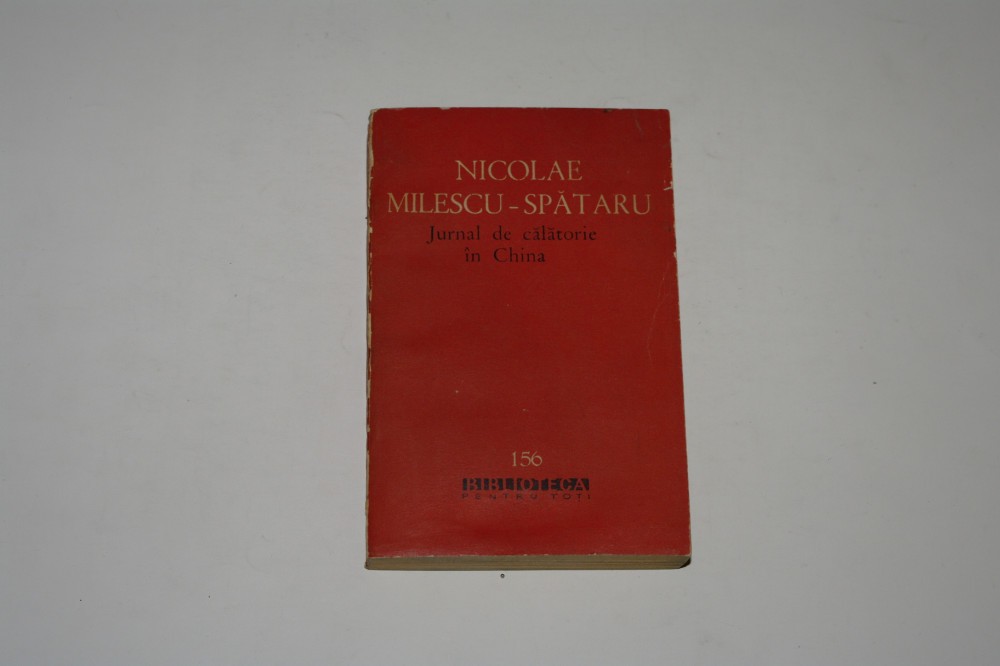 NICOLAE
MILESCU-SPĂTARU
Jurnal de călătorie
în China
156
BIBLIOTECA
PENTRU TOȚI